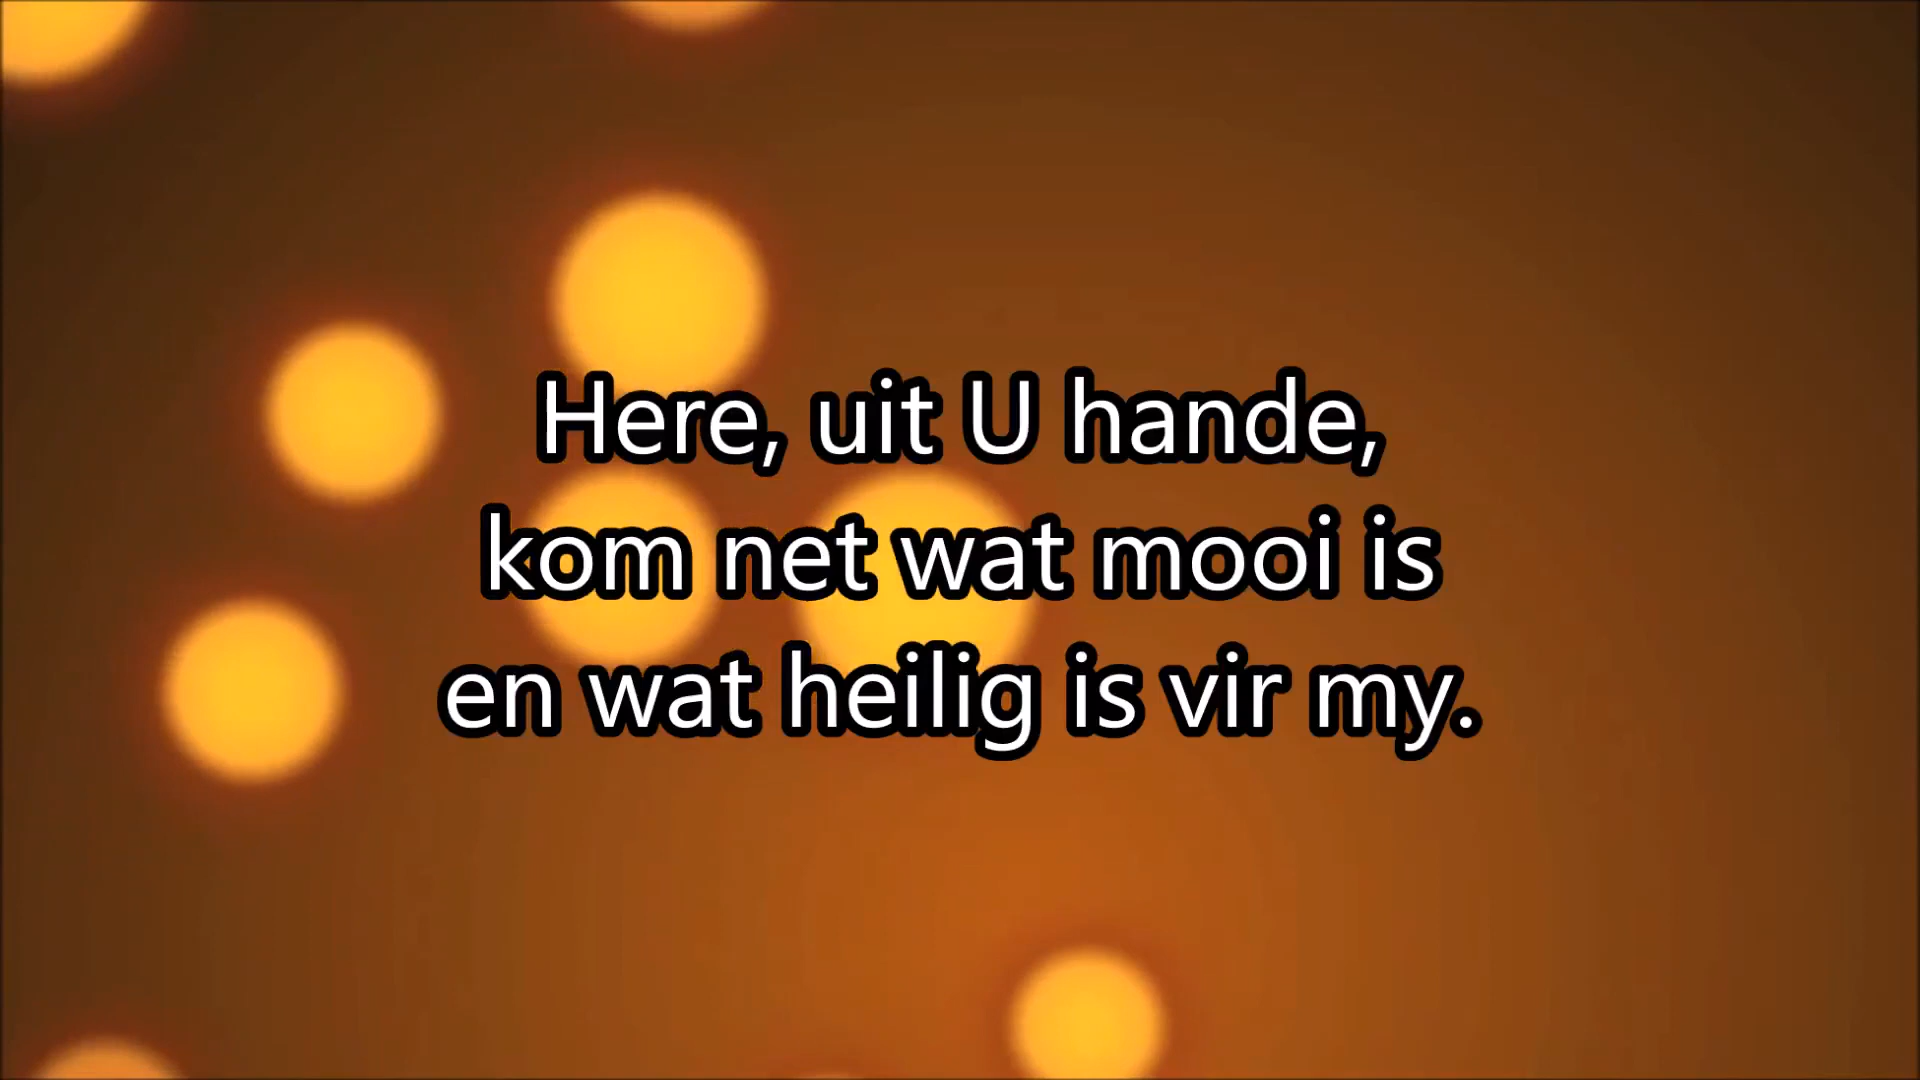 Here, uit U hande,
kom net wat mooi is
en wat heilig is vir my.